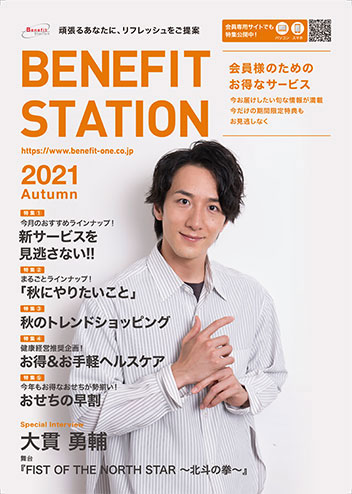 Benefit
Station
頑張るあなたに、リフレッシュをご提案
会員専用サイトでも
特集公開中！
パソコン スマホ
BENEFIT
STATION
https://www.benefit-one.co.jp
会員様のための
お得なサービス
今お届けしたい旬な情報が満載
今だけの期間限定特典も
お見逃しなく
2021
Autumn
特集 1
今月のおすすめラインナップ！
新サービスを
見逃さない!!
特集 2
まるごとラインナップ！
「秋にやりたいこと」
特集 3
秋のトレンドショッピング
特集 4
健康経営推奨企画！
お得&お手軽ヘルスケア
特集 5
今年もお得なおせちが勢揃い！
おせちの早割
Special Interview
大貫 勇輔
舞台
『FIST OF THE NORTH STAR ～北斗の拳～』